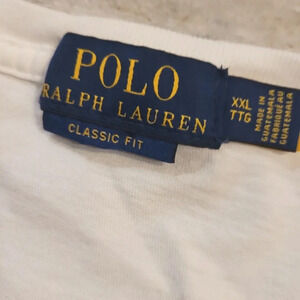 POLO
RALPH LAUREN
CLASSIC FIT
XXL
TTG
MADE IN
GUATEMALA
FABRIQUÉ AU
GUATEMALA